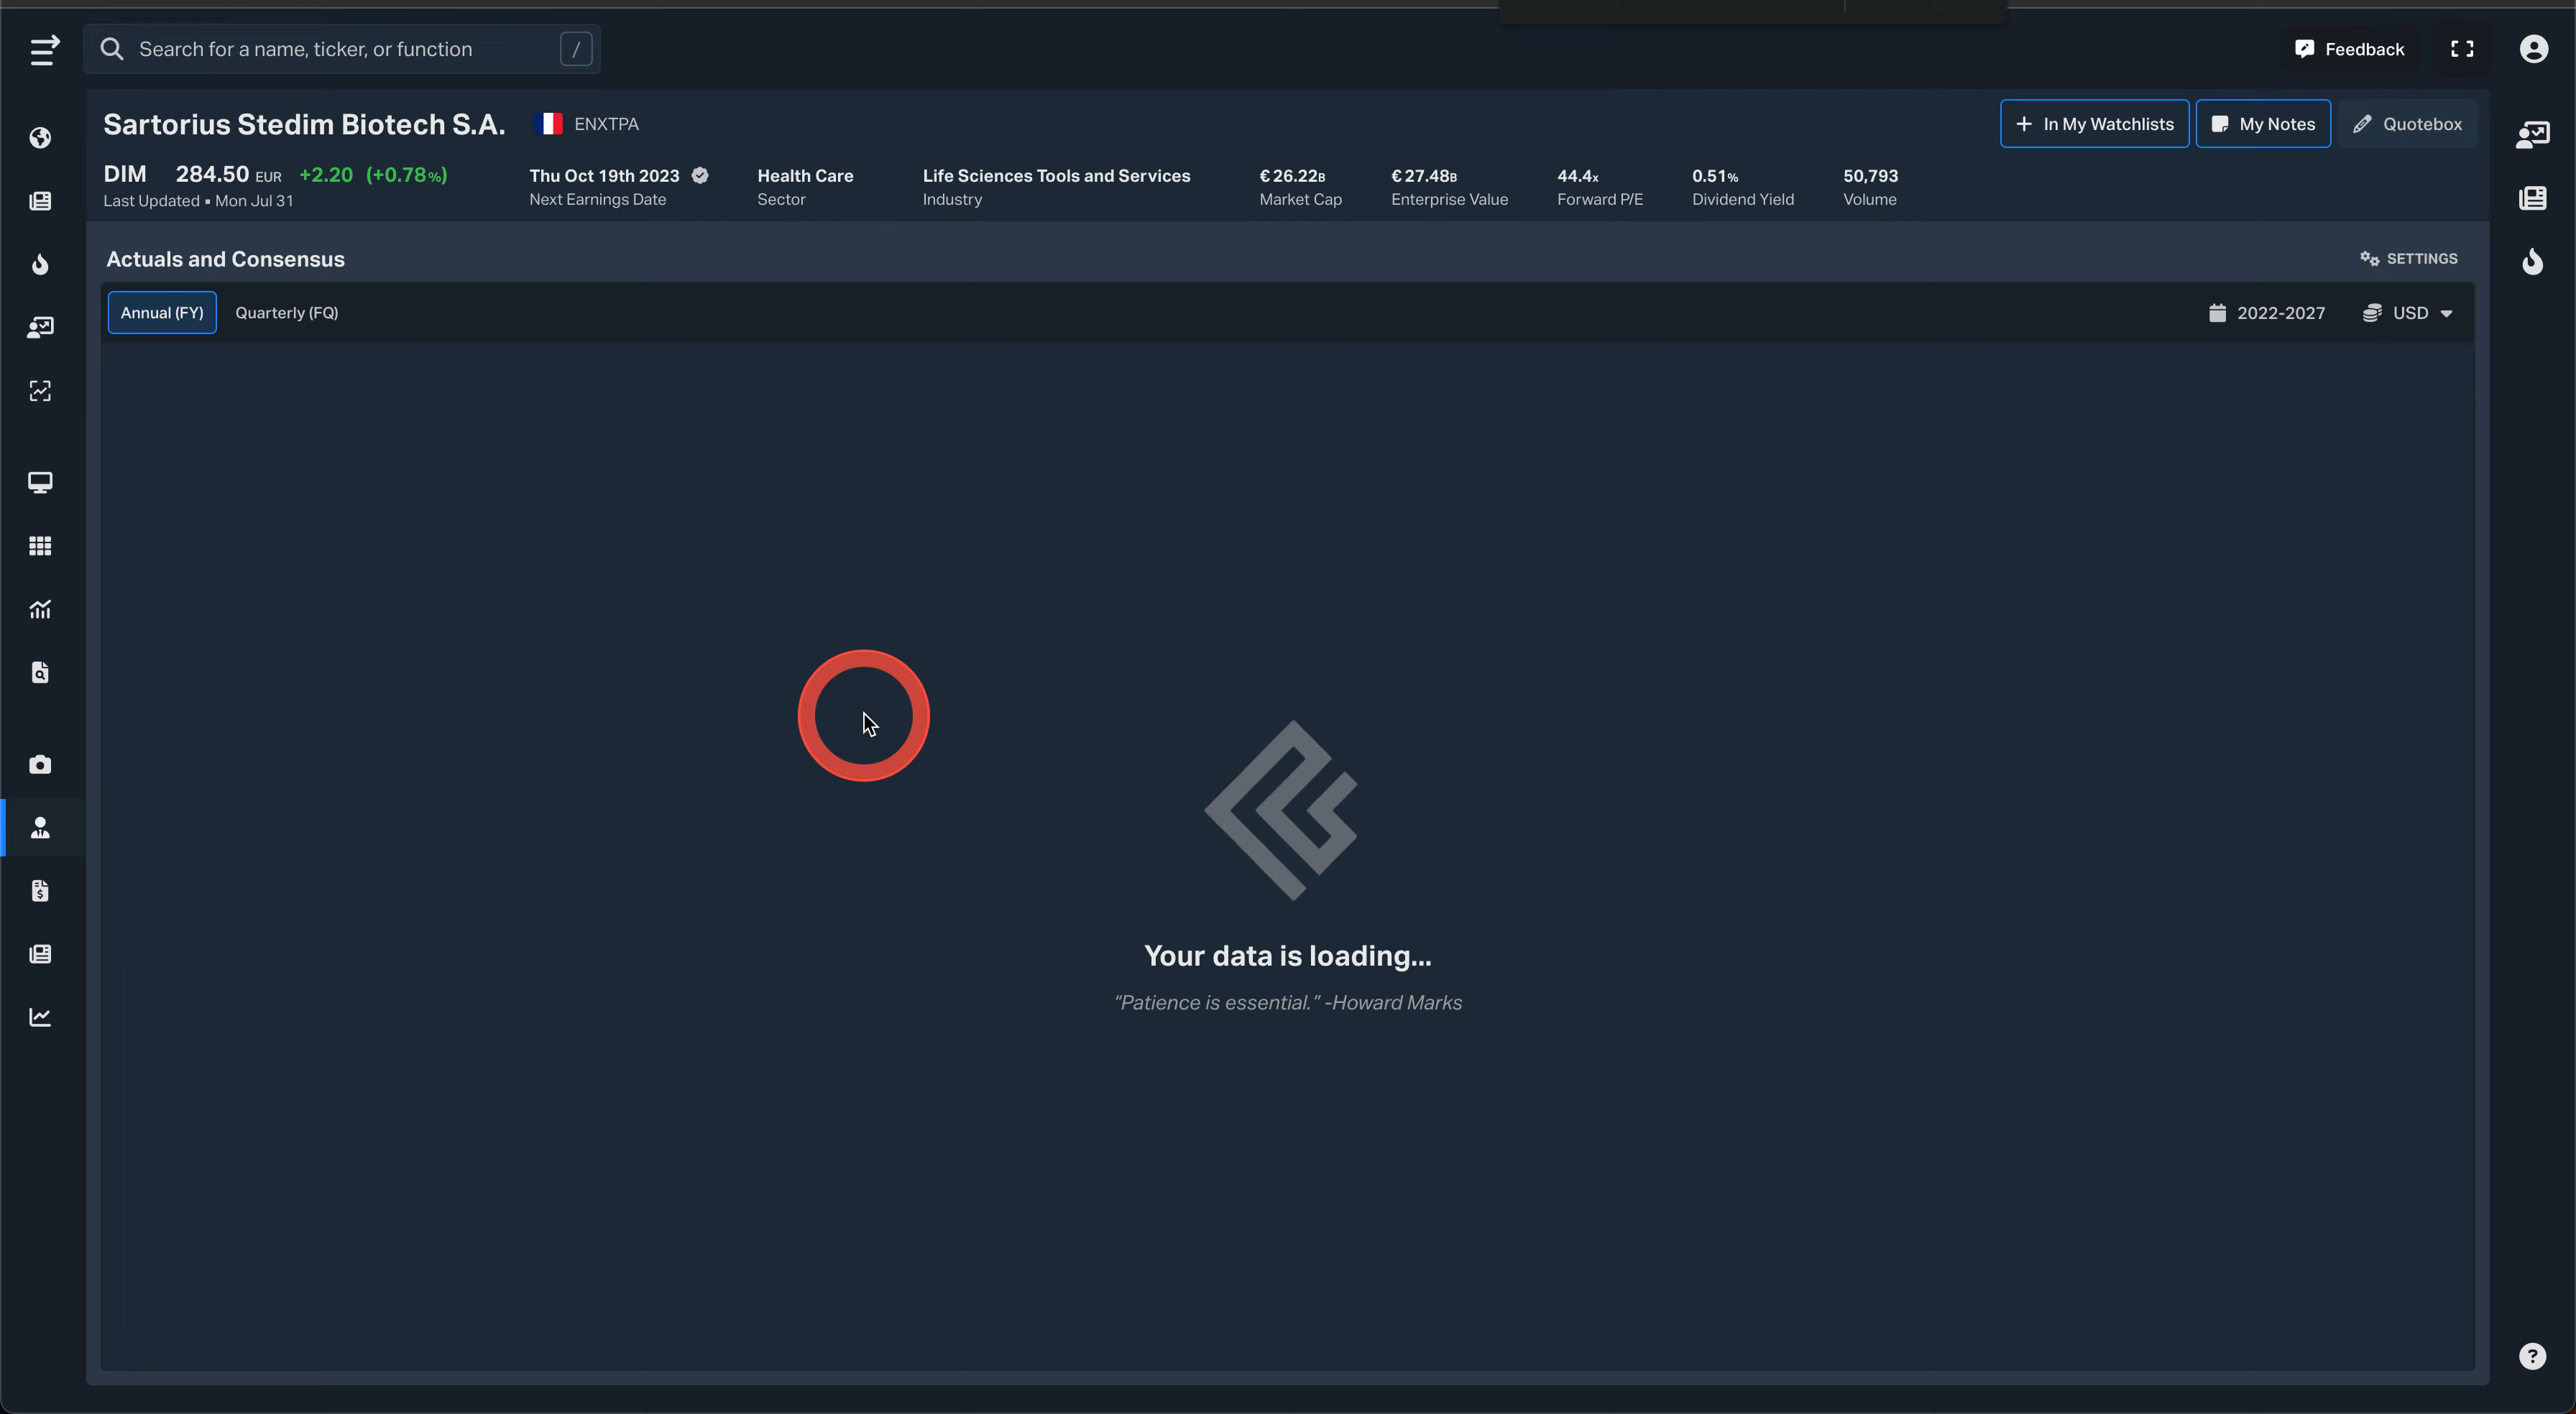 Search for a name, ticker, or function /
Feedback
Sartorius Stedim Biotech S.A. ENXTPA
In My Watchlists
My Notes
Quotebox
DIM 284.50 EUR +2.20 (+0.78%)
Last Updated ▪ Mon Jul 31
Thu Oct 19th 2023
Next Earnings Date
Health Care
Sector
Life Sciences Tools and Services
Industry
€26.22B
Market Cap
€27.48B
Enterprise Value
44.4x
Forward P/E
0.51%
Dividend Yield
50,793
Volume
Actuals and Consensus
SETTINGS
Annual (FY)
Quarterly (FQ)
2022-2027
USD
Your data is loading...
“Patience is essential.” -Howard Marks